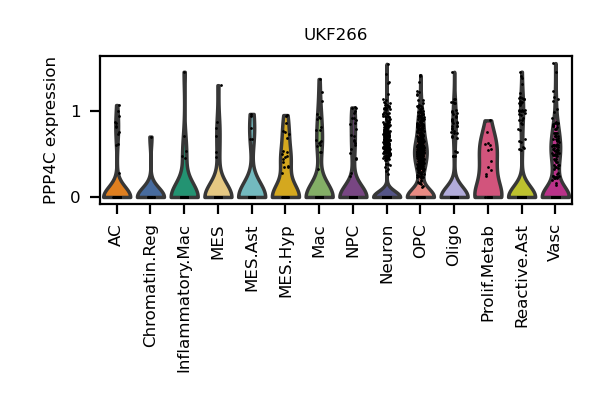 UKF266
PPP4C expression
1
0
AC
Chromatin.Reg
Inflammatory.Mac
MES
MES.Ast
MES.Hyp
Mac
NPC
Neuron
OPC
Oligo
Prolif.Metab
Reactive.Ast
Vasc